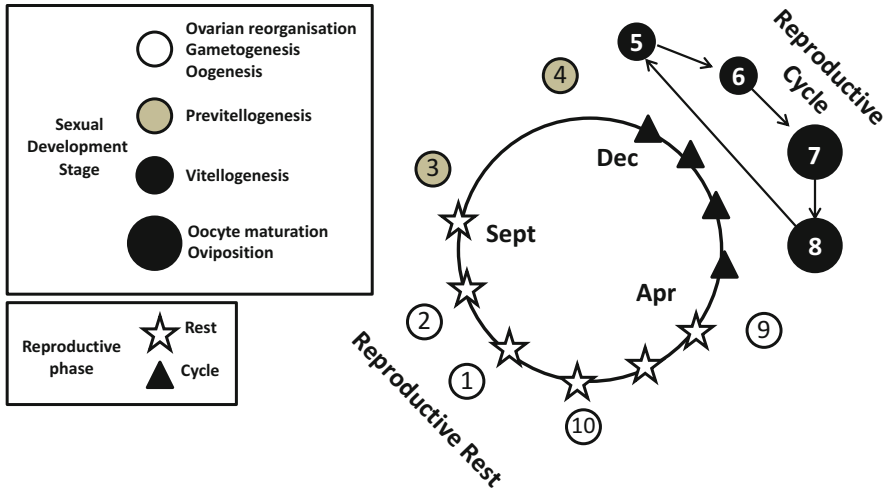 Sexual
Development
Stage
Ovarian reorganisation
Gametogenesis
Oogenesis
Previtellogenesis
Vitellogenesis
Oocyte maturation
Oviposition
Reproductive
phase
Rest
Cycle
Reproductive
Cycle
Reproductive Rest
Dec
Apr
Sept
1
2
3
4
5
6
7
8
9
10